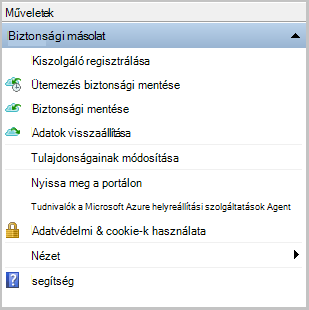 Műveletek
Biztonsági másolat
Kiszolgáló regisztrálása
Ütemezés biztonsági mentése
Biztonsági mentése
Adatok visszaállítása
Tulajdonságainak módosítása
Nyissa meg a portálon
Tudnivalók a Microsoft Azure helyreállítási szolgáltatások Agent
Adatvédelmi & cookie-k használata
Nézet
segítség